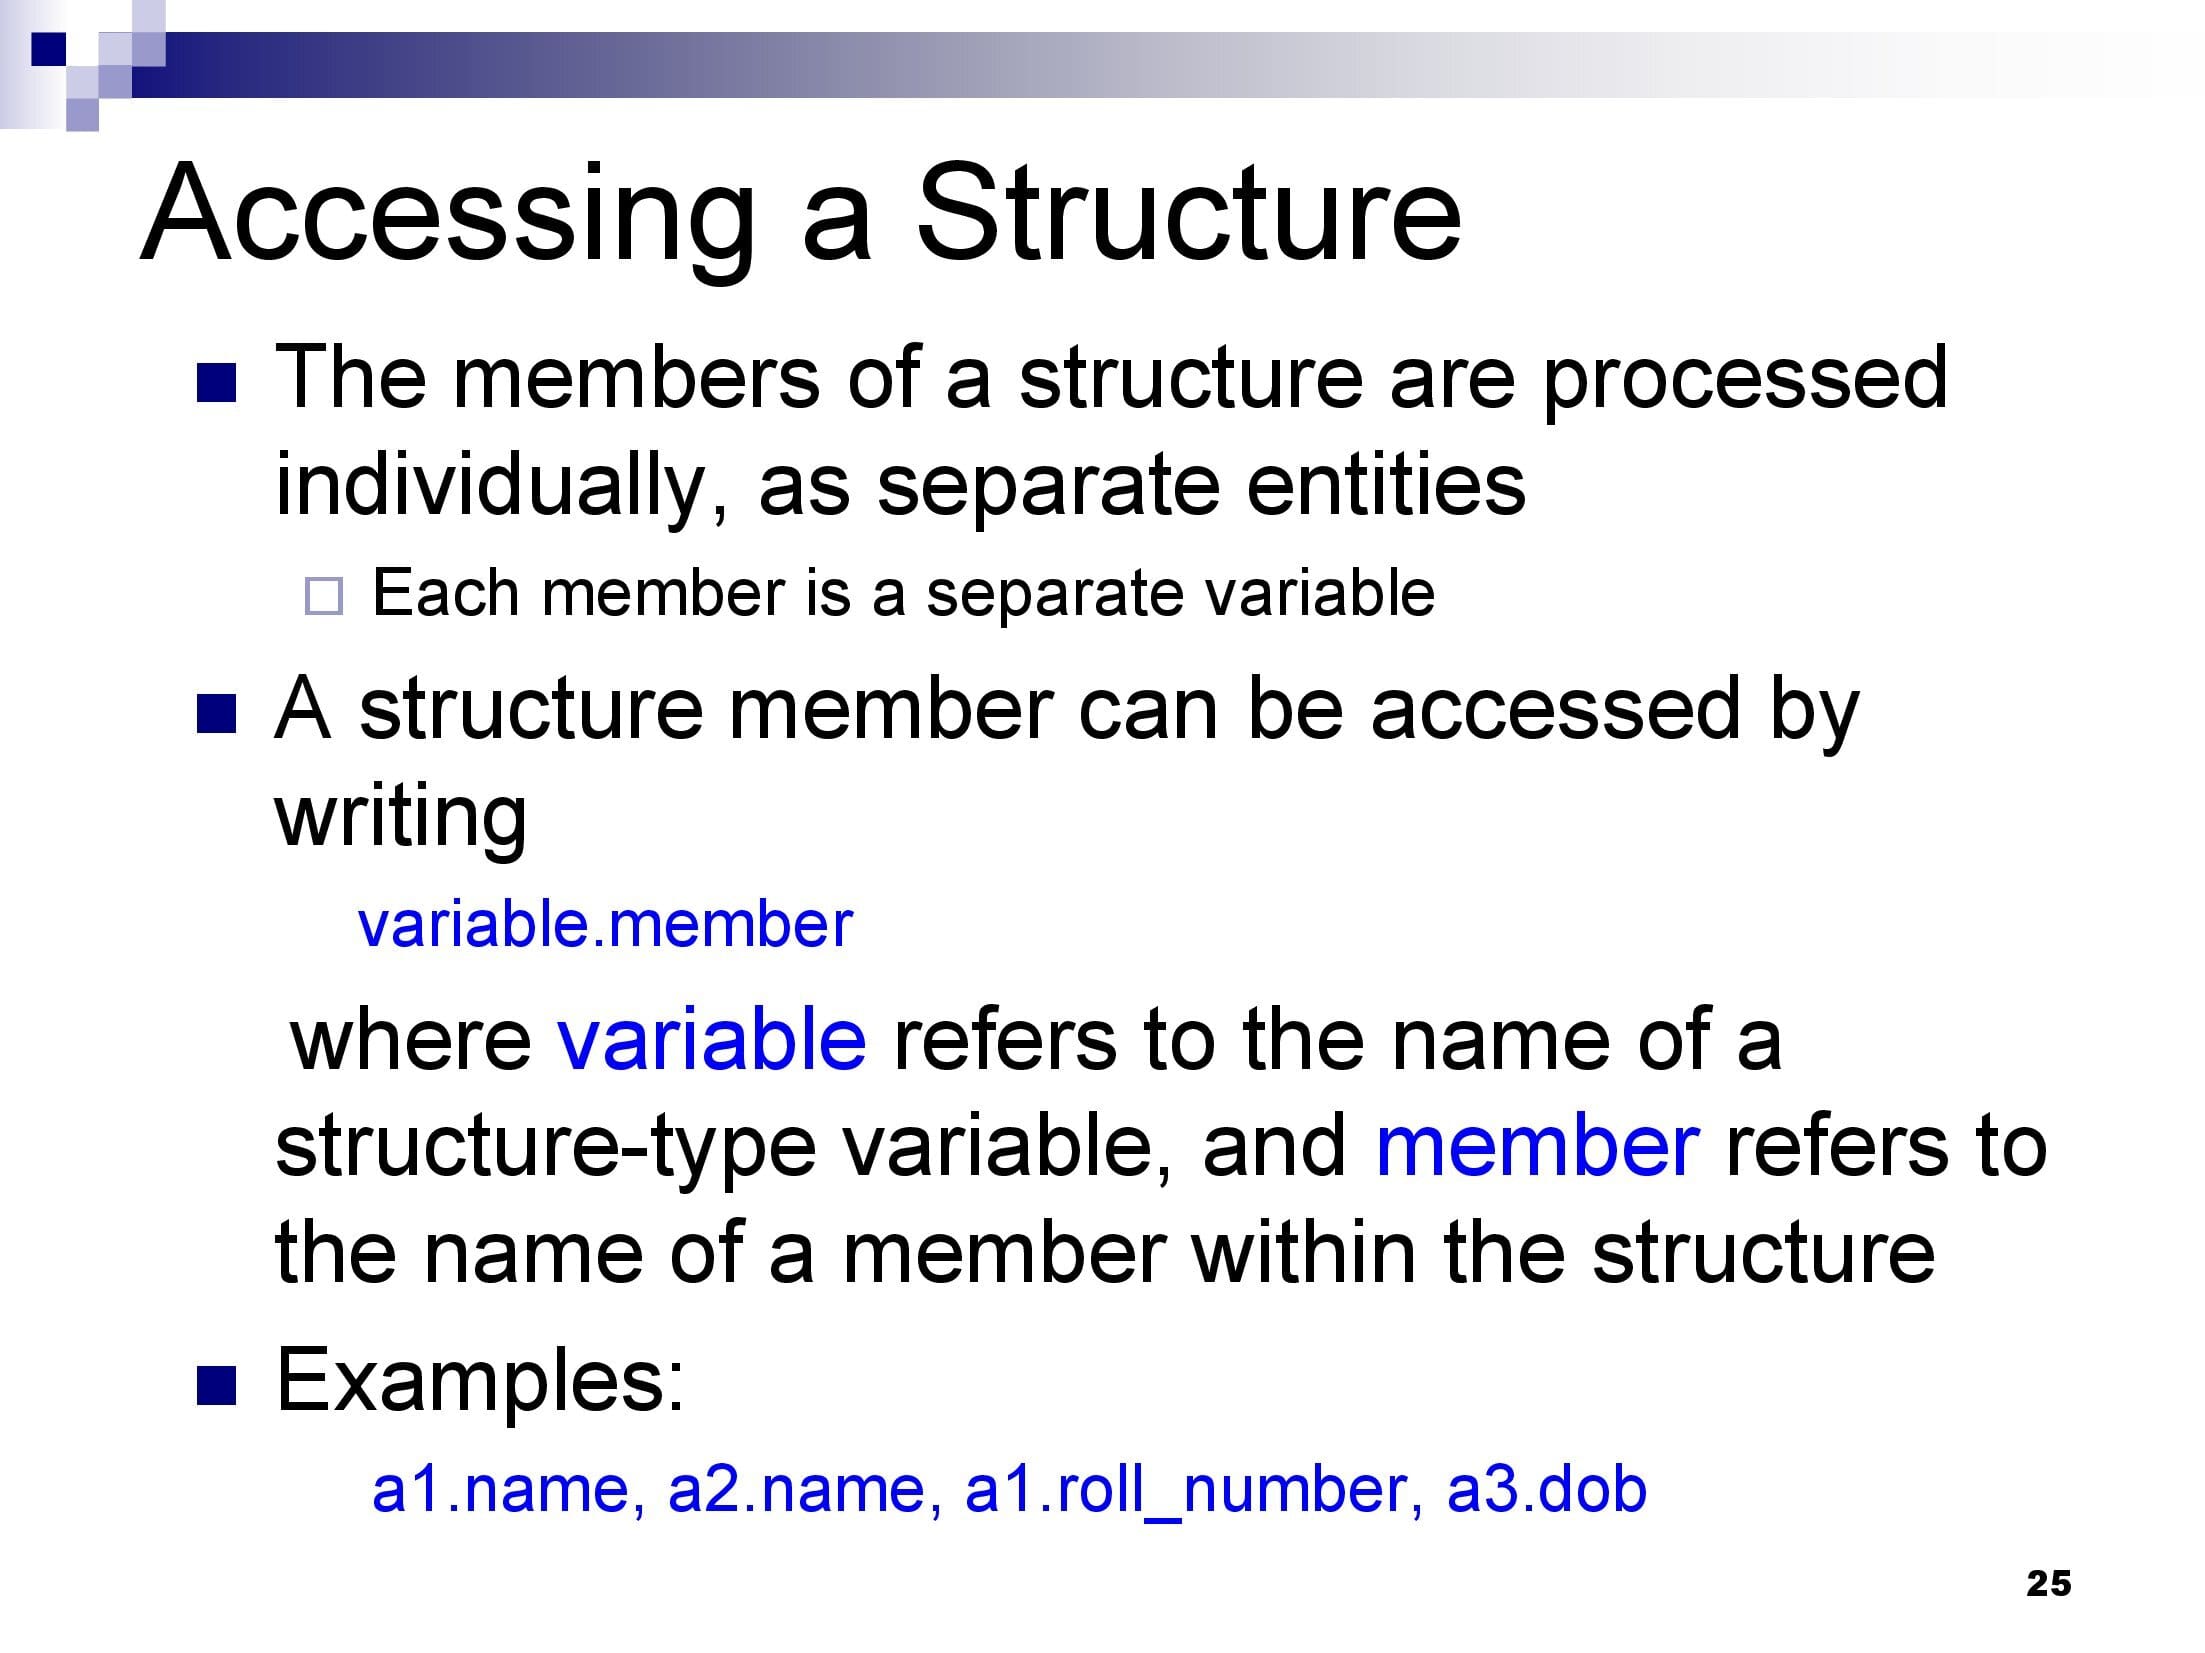 Accessing a Structure
The members of a structure are processed
individually, as separate entities
Each member is a separate variable
A structure member can be accessed by
writing
variable.member
where variable refers to the name of a
structure-type variable, and member refers to
the name of a member within the structure
Examples:
a1.name, a2.name, a1.roll_number, a3.dob
25